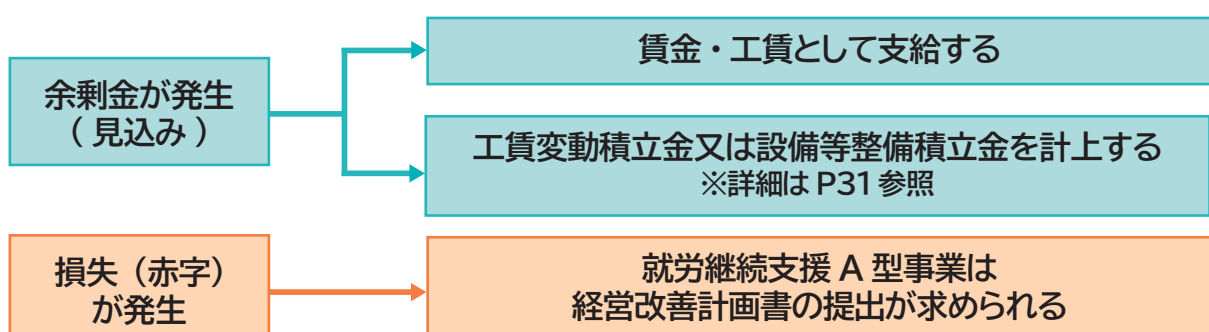 余剰金が発生
（見込み）
賃金・工賃として支給する
工賃変動積立金又は設備等整備積立金を計上する
※詳細は P31 参照
損失（赤字）
が発生
就労継続支援 A 型事業は
経営改善計画書の提出が求められる